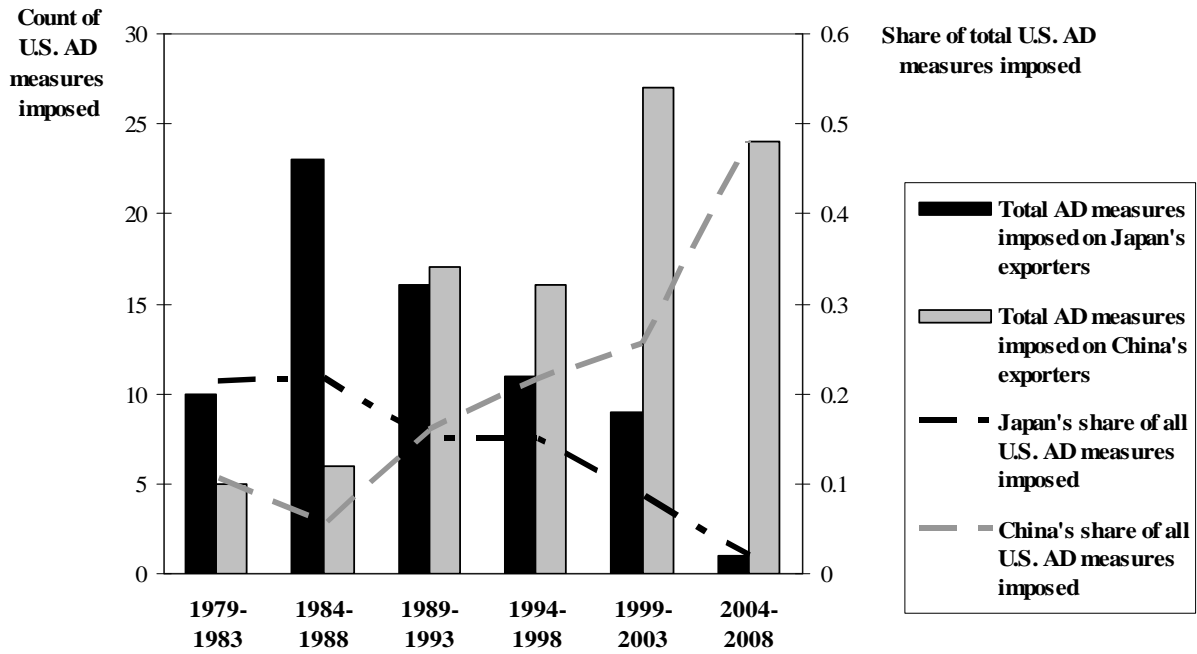 Count of
U.S. AD
measures
imposed
Share of total U.S. AD
measures imposed
30
25
20
15
10
5
0
0.6
0.5
0.4
0.3
0.2
0.1
0
1979-
1983
1984-
1988
1989-
1993
1994-
1998
1999-
2003
2004-
2008
Total AD measures
imposed on Japan's
exporters
Total AD measures
imposed on China's
exporters
Japan's share of all
U.S. AD measures
imposed
China's share of all
U.S. AD measures
imposed